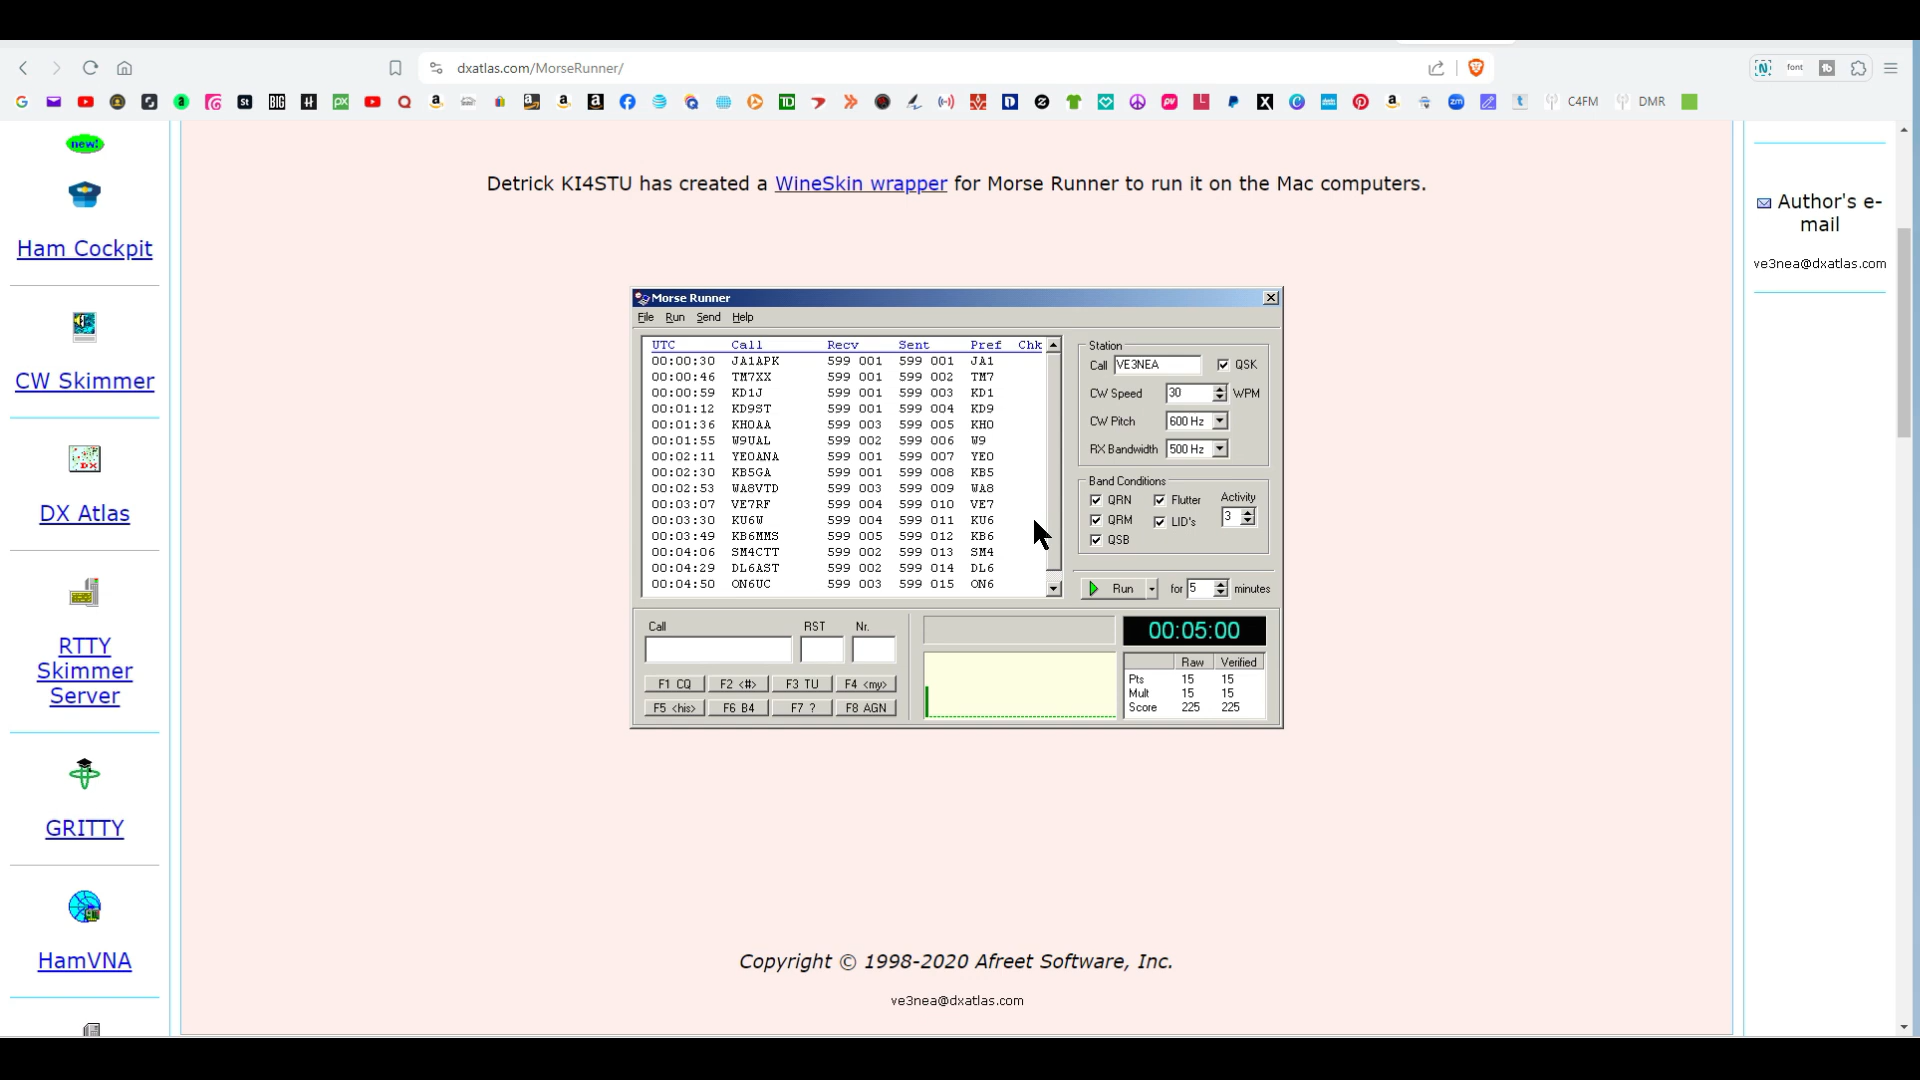 dxatlas.com/MorseRunner/
font
C4FM
DMR
new!
Ham Cockpit
CW Skimmer
DX Atlas
RTTY
Skimmer
Server
GRITTY
HamVNA
Detrick KI4STU has created a WineSkin wrapper for Morse Runner to run it on the Mac computers.
Morse Runner
File Run Send Help
UTC Call Recv Sent Pref Chk
00:00:30 JA1APK 599 001 599 001 JA1
00:00:46 TM7XX 599 001 599 002 TM7
00:00:59 KD1J 599 001 599 003 KD1
00:01:12 KD9ST 599 001 599 004 KD9
00:01:36 KH0AA 599 003 599 005 KH0
00:01:55 W9UAL 599 002 599 006 W9
00:02:11 YE0ANA 599 001 599 007 YE0
00:02:30 KB5GA 599 001 599 008 KB5
00:02:53 WA8VTD 599 003 599 009 WA8
00:03:07 VE7RF 599 004 599 010 VE7
00:03:30 KU6W 599 004 599 011 KU6
00:03:49 KB6MMS 599 005 599 012 KB6
00:04:06 SM4CTT 599 002 599 013 SM4
00:04:29 DL6AST 599 002 599 014 DL6
00:04:50 ON6UC 599 003 599 015 ON6
Station
Call VE3NEA QSK
CW Speed 30 WPM
CW Pitch 600 Hz
RX Bandwidth 500 Hz
Band Conditions
QRN Flutter Activity
QRM LID's 3
QSB
Run for 5 minutes
Call RST Nr.
F1 CQ F2 <#> F3 TU F4 <my>
F5 <his> F6 B4 F7 ? F8 AGN
00:05:00
Raw Verified
Pts 15 15
Mult 15 15
Score 225 225
Copyright © 1998-2020 Afreet Software, Inc.
ve3nea@dxatlas.com
Author's e-
mail
ve3nea@dxatlas.com